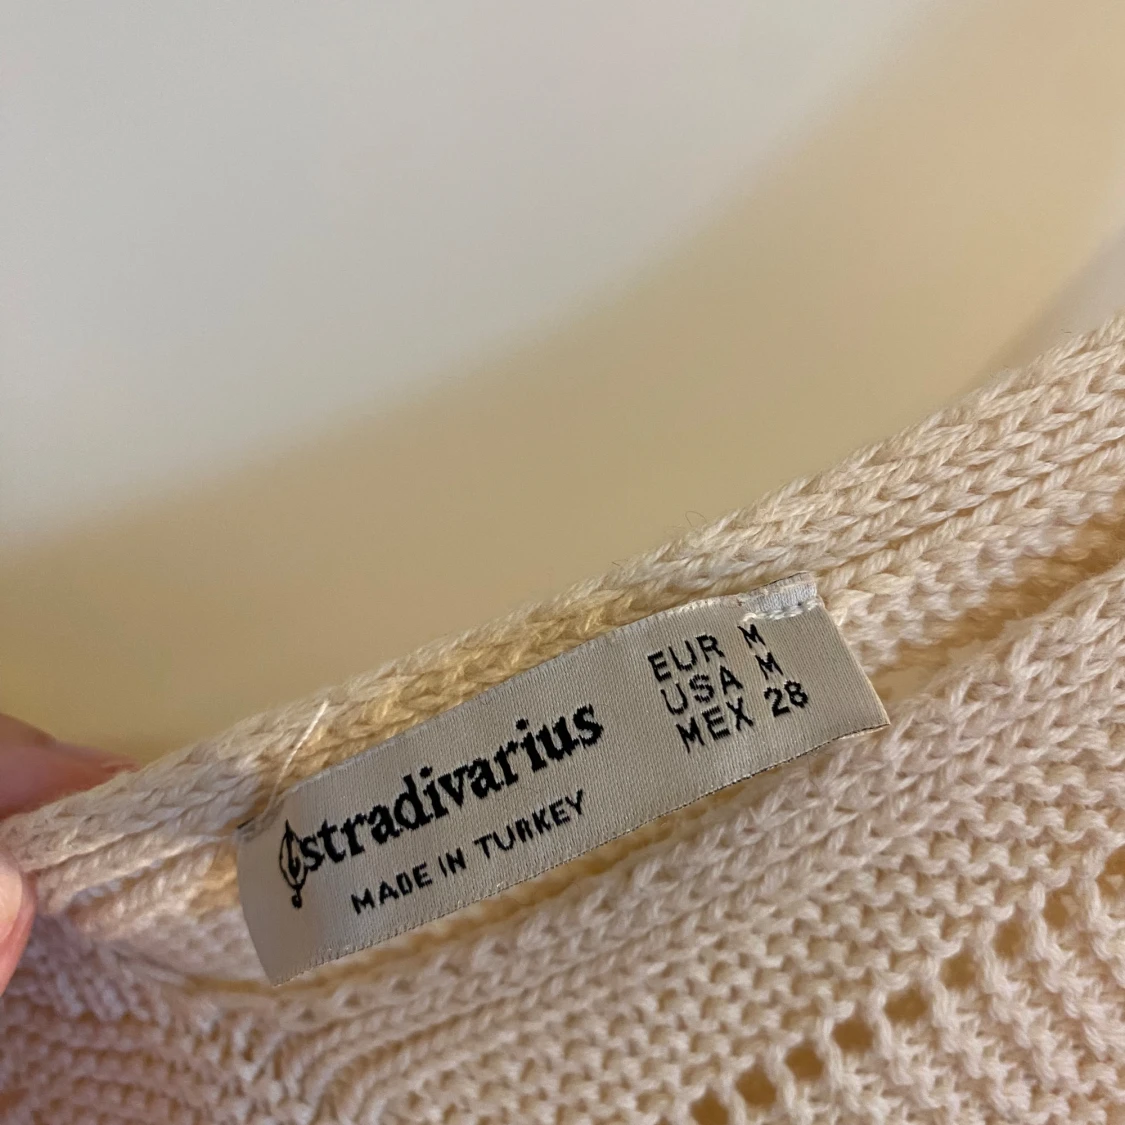 stradivarius
MADE IN TURKEY
EUR M
USA M
MEX 28